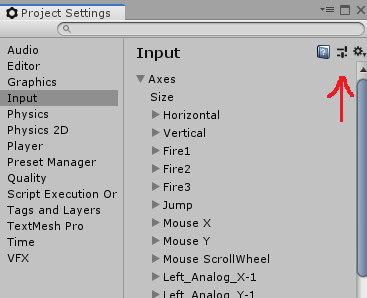 Project Settings
Audio
Editor
Graphics
Input
Physics
Physics 2D
Player
Preset Manager
Quality
Script Execution Or
Tags and Layers
TextMesh Pro
Time
VFX
Input
?
Axes
Size
Horizontal
Vertical
Fire1
Fire2
Fire3
Jump
Mouse X
Mouse Y
Mouse ScrollWheel
Left_Analog_X-1
Left_Analog_Y-1